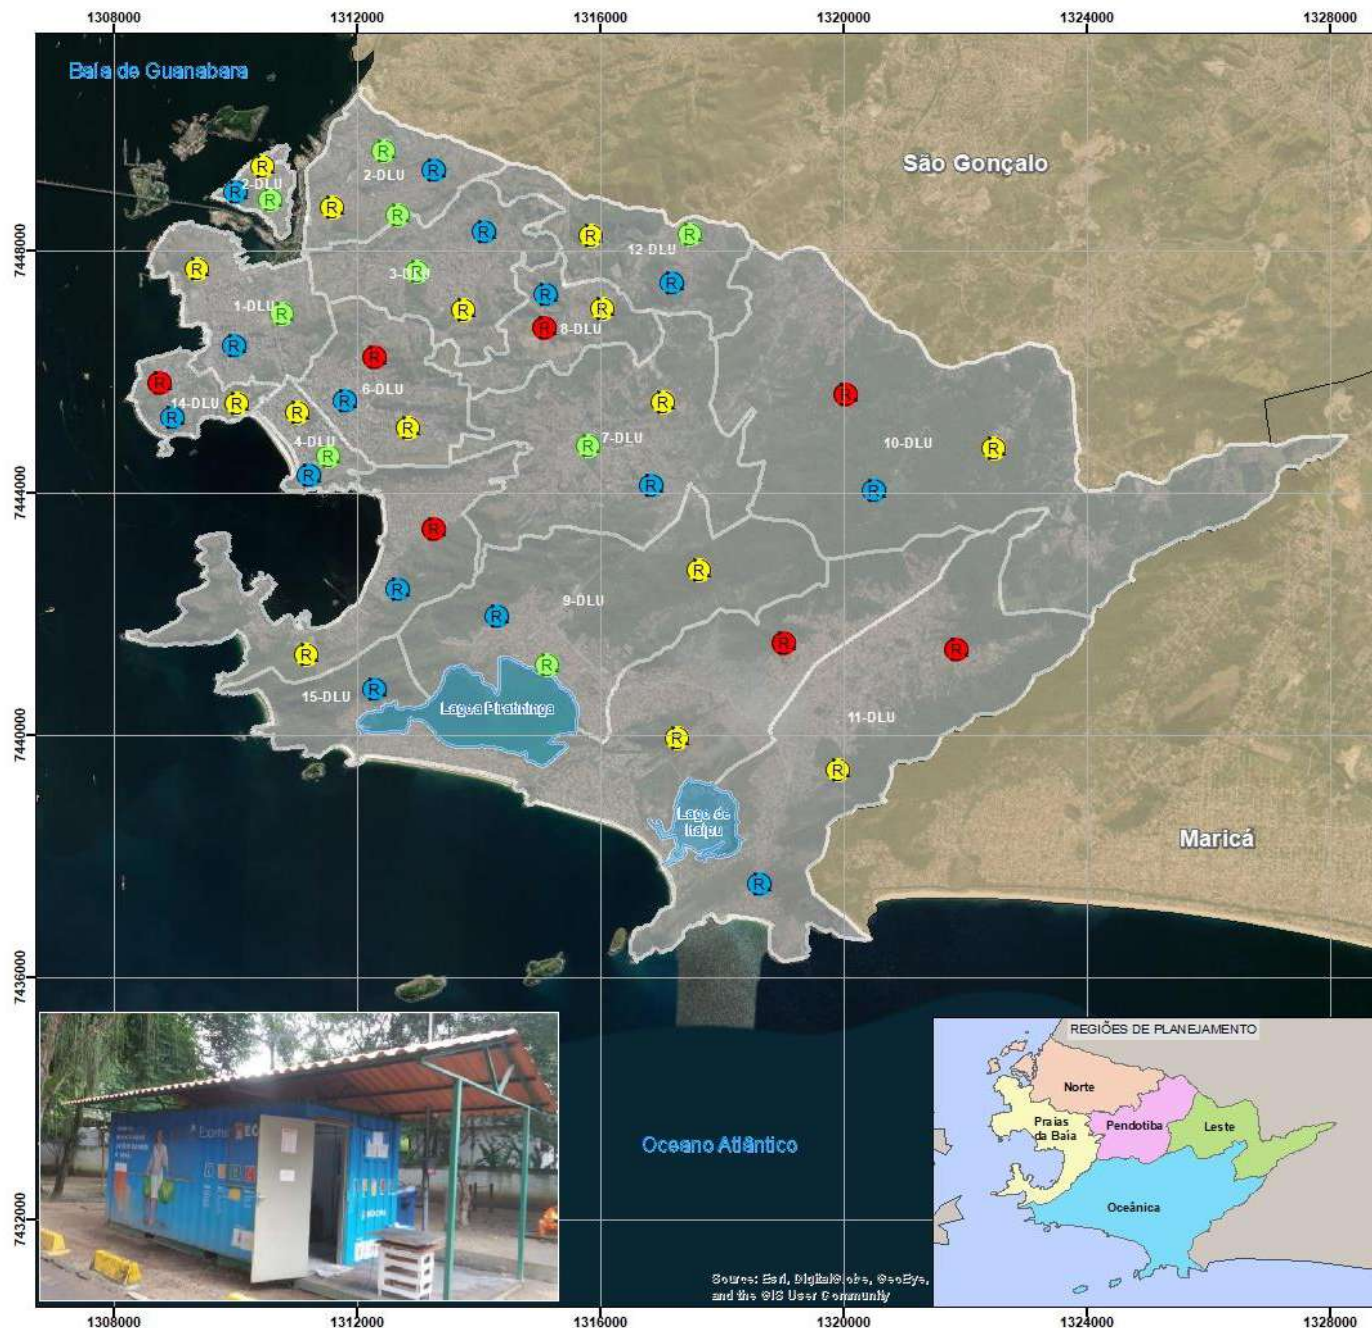 1308000
1312000
1316000
1320000
1324000
1328000
Baía de Guanabara
São Gonçalo
R
R
2-DLU
R
R
2-DLU
R
R
R
R
R
12-DLU
R
7448000
R
3-DLU
R
R
R
1-DLU
R
R
R
R
8-DLU
R
R
6-DLU
R
R
R
14-DLU
R
R
R
4-DLU
R
R
R
R
7-DLU
R
R
R
10-DLU
R
R
7444000
R
R
R
R
9-DLU
R
R
R
R
R
15-DLU
R
Lagoa Piratininga
11-DLU
7440000
R
R
Lago de
Itaipu
Maricá
R
7436000
REGIÕES DE PLANEJAMENTO
Norte
Praias
da Baía
Pendotiba
Leste
Oceânica
Oceano Atlântico
7432000
Source: Esri, DigitalGlobe, GeoEye,
and the GIS User Community
1308000
1312000
1316000
1320000
1324000
1328000